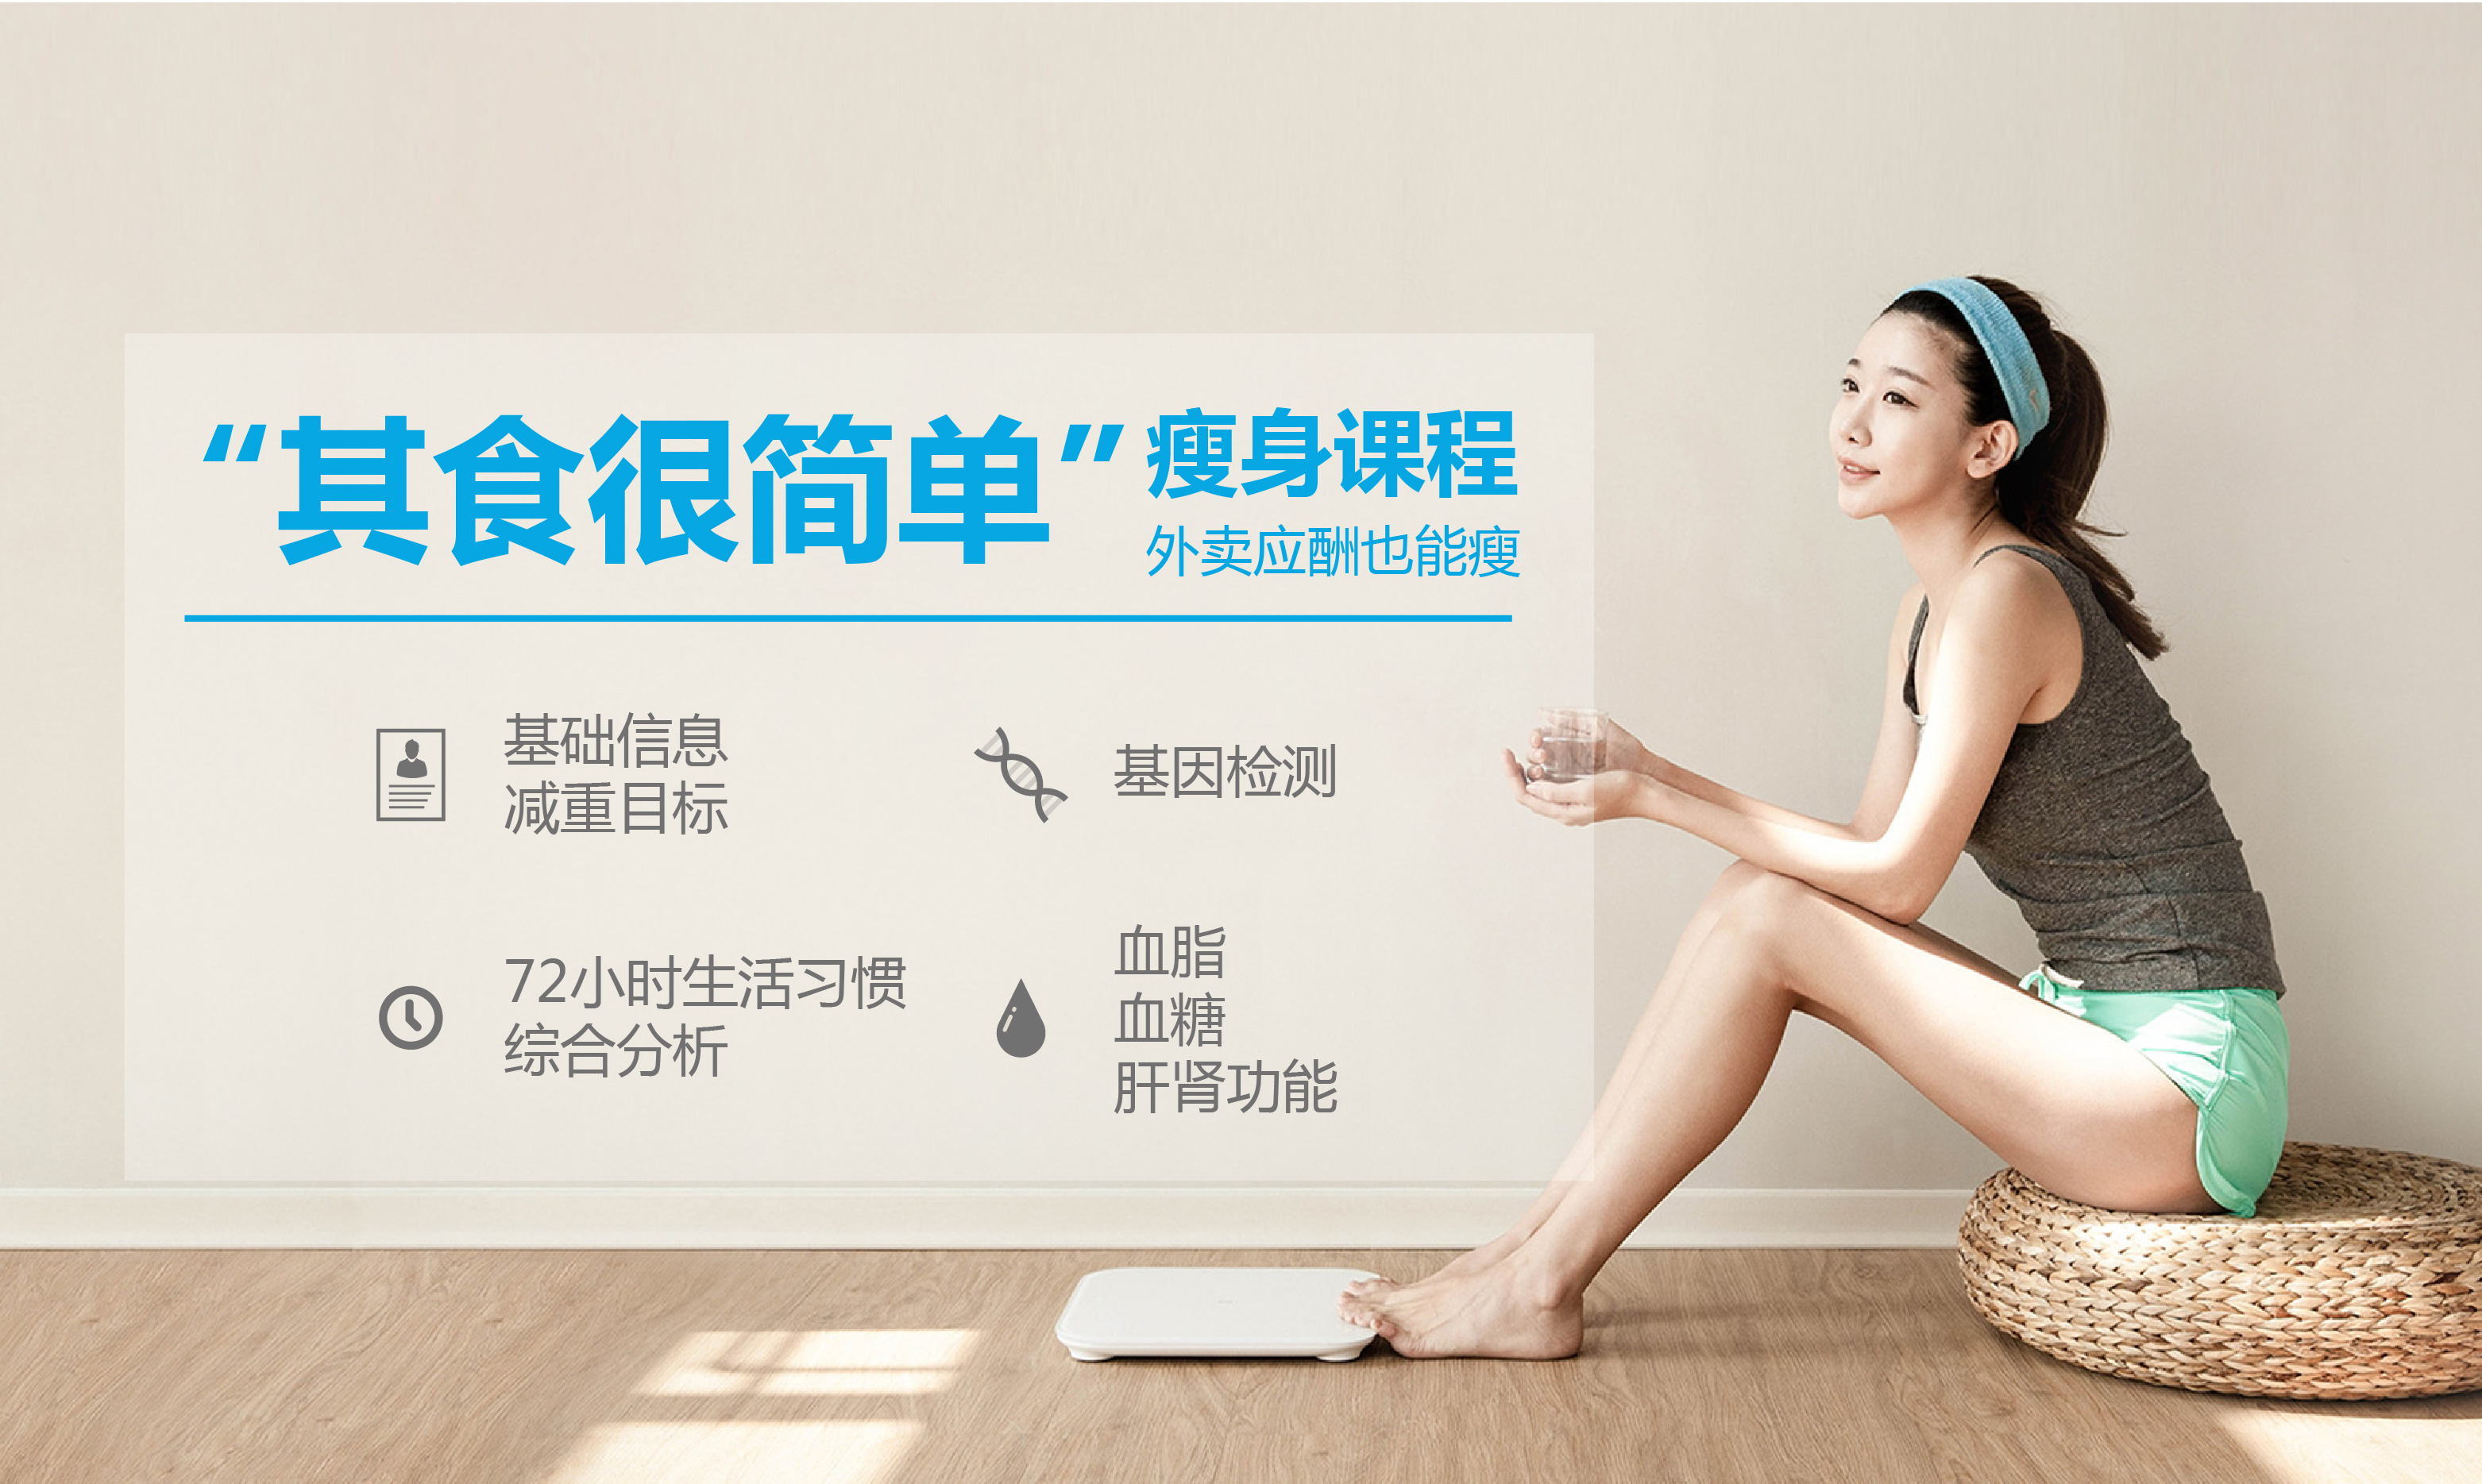 “其食很简单”瘦身课程
外卖应酬也能瘦
基础信息
减重目标
基因检测
72小时生活习惯
综合分析
血脂
血糖
肝肾功能